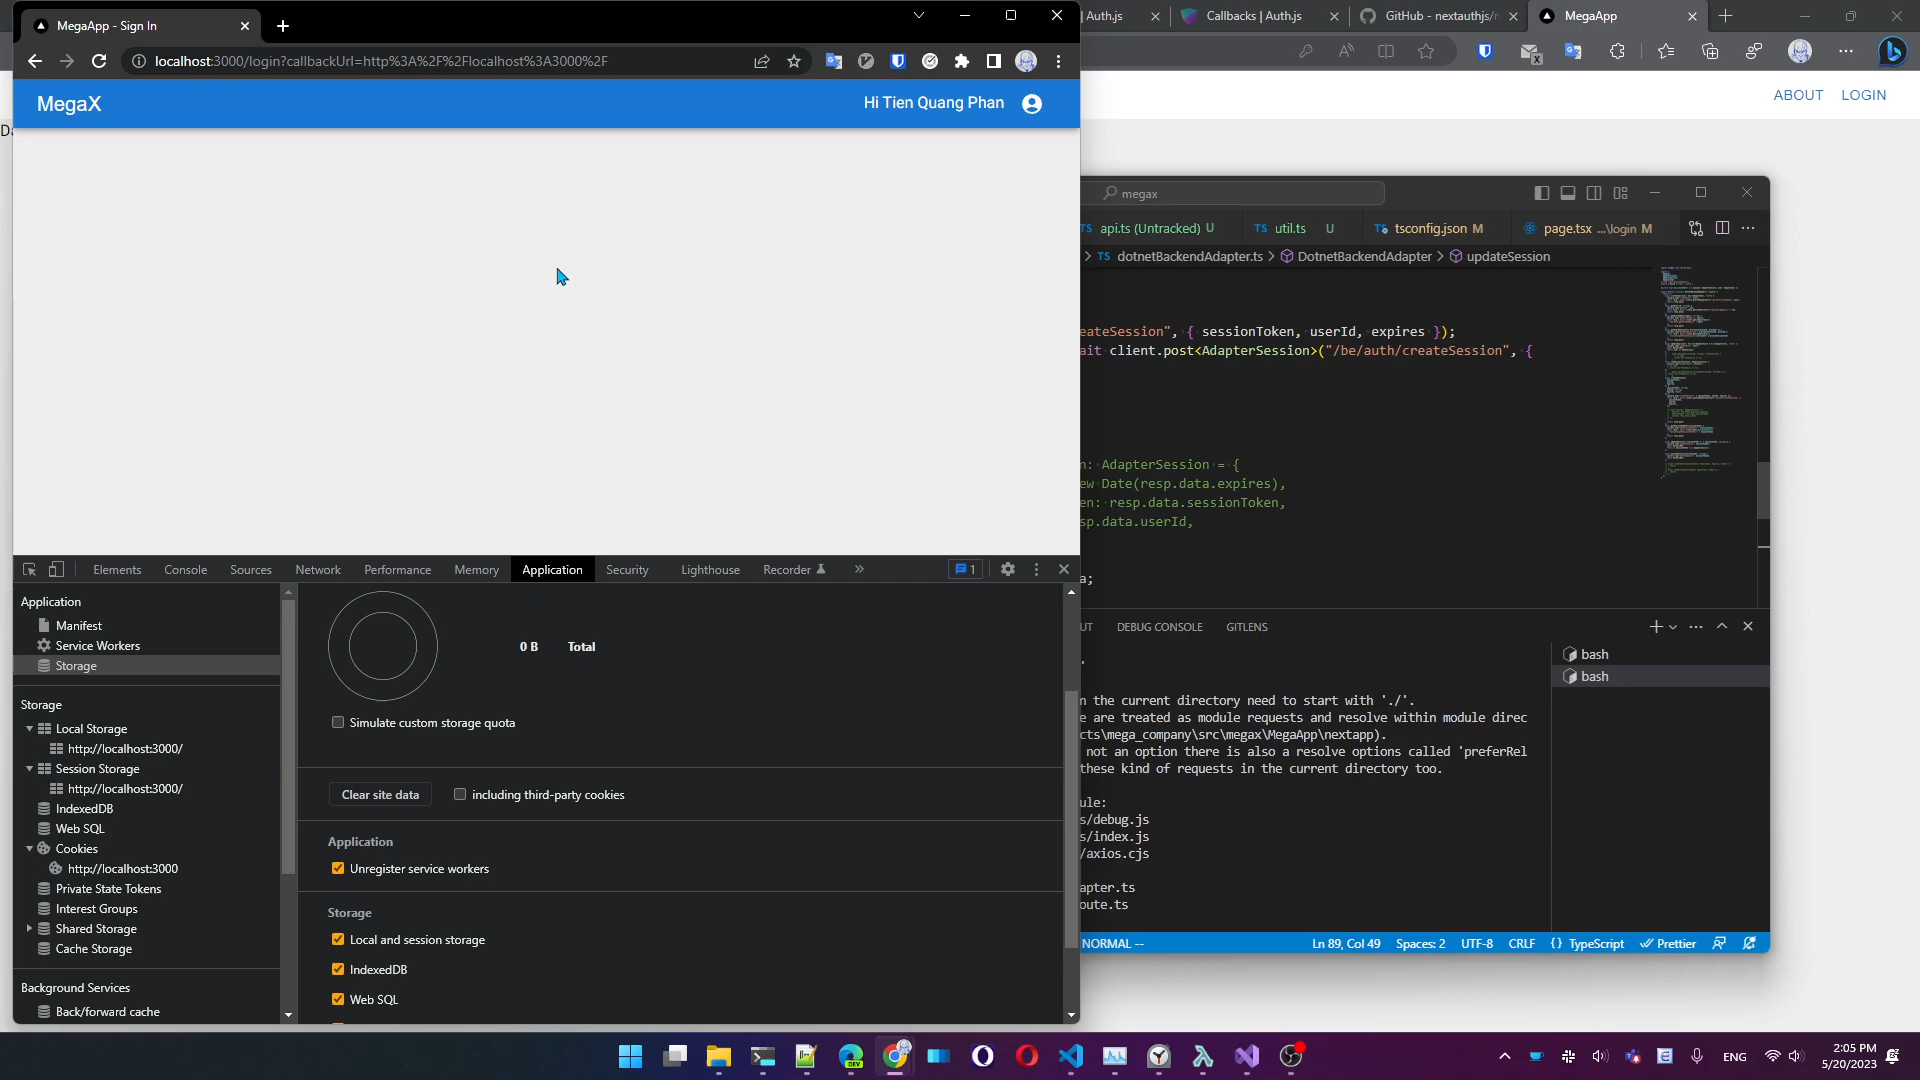 MegaApp - Sign In
localhost:3000/login?callbackUrl=http%3A%2F%2Flocalhost%3A3000%2F
MegaX
Hi Tien Quang Phan
Elements
Console
Sources
Network
Performance
Memory
Application
Security
Lighthouse
Recorder
1
Application
Manifest
Service Workers
Storage
Storage
Local Storage
http://localhost:3000/
Session Storage
http://localhost:3000/
IndexedDB
Web SQL
Cookies
http://localhost:3000
Private State Tokens
Interest Groups
Shared Storage
Cache Storage
Background Services
Back/forward cache
0 B Total
Simulate custom storage quota
Clear site data
including third-party cookies
Application
Unregister service workers
Storage
Local and session storage
IndexedDB
Web SQL
| Auth.js
Callbacks | Auth.js
GitHub - nextauthjs/n
MegaApp
ABOUT
LOGIN
megax
TS api.ts (Untracked) U
TS util.ts U
tsconfig.json M
page.tsx ...\login M
> TS dotnetBackendAdapter.ts > DotnetBackendAdapter > updateSession
eateSession", { sessionToken, userId, expires });
ait client.post<AdapterSession>("/be/auth/createSession", {
n: AdapterSession = {
ew Date(resp.data.expires),
en: resp.data.sessionToken,
sp.data.userId,
a;
UT
DEBUG CONSOLE
GITLENS
bash
bash
n the current directory need to start with './'.
e are treated as module requests and resolve within module direc
cts\mega_company\src\megax\MegaApp\nextapp).
not an option there is also a resolve options called 'preferRel
these kind of requests in the current directory too.
ule:
s/debug.js
s/index.js
/axios.cjs
apter.ts
oute.ts
NORMAL --
Ln 89, Col 49
Spaces: 2
UTF-8
CRLF
{} TypeScript
Prettier
DEV
ENG
2:05 PM
5/20/2023